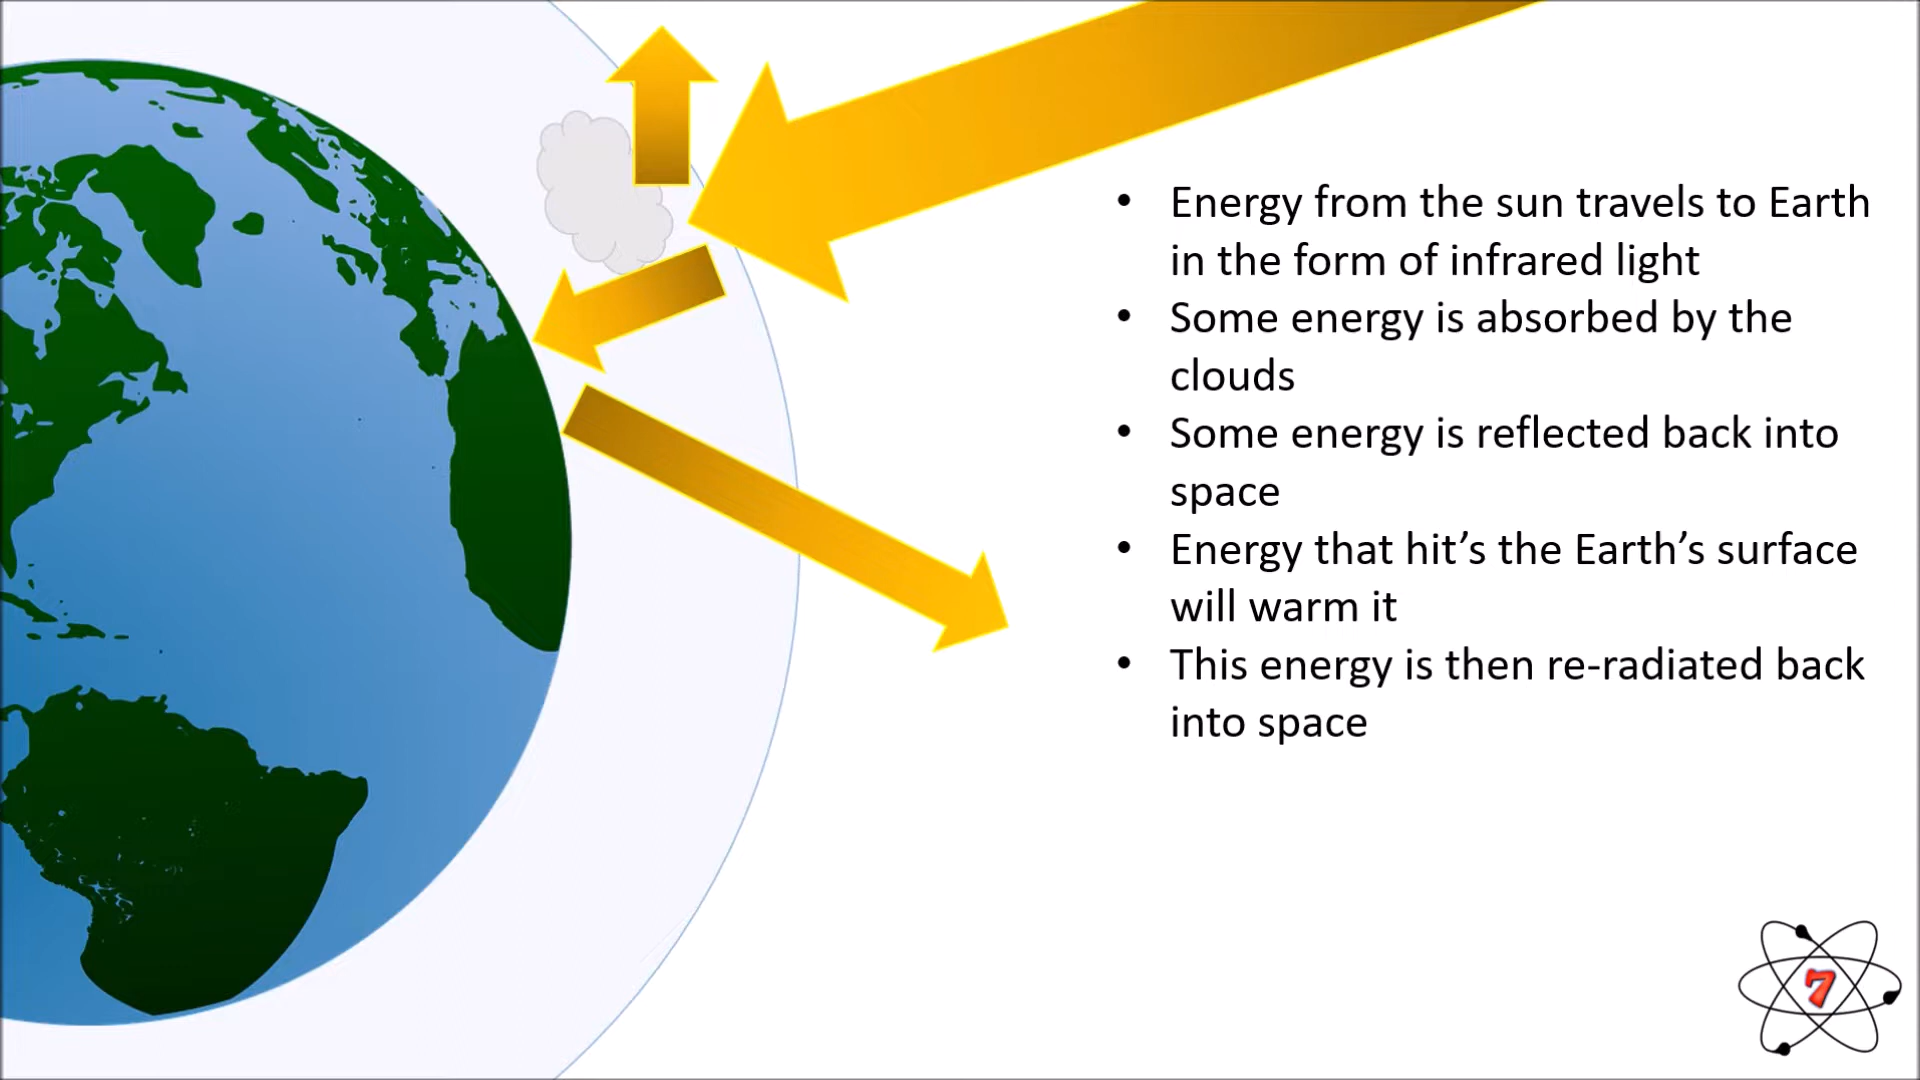 • Energy from the sun travels to Earth
in the form of infrared light
• Some energy is absorbed by the
clouds
• Some energy is reflected back into
space
• Energy that hit’s the Earth’s surface
will warm it
• This energy is then re-radiated back
into space
7